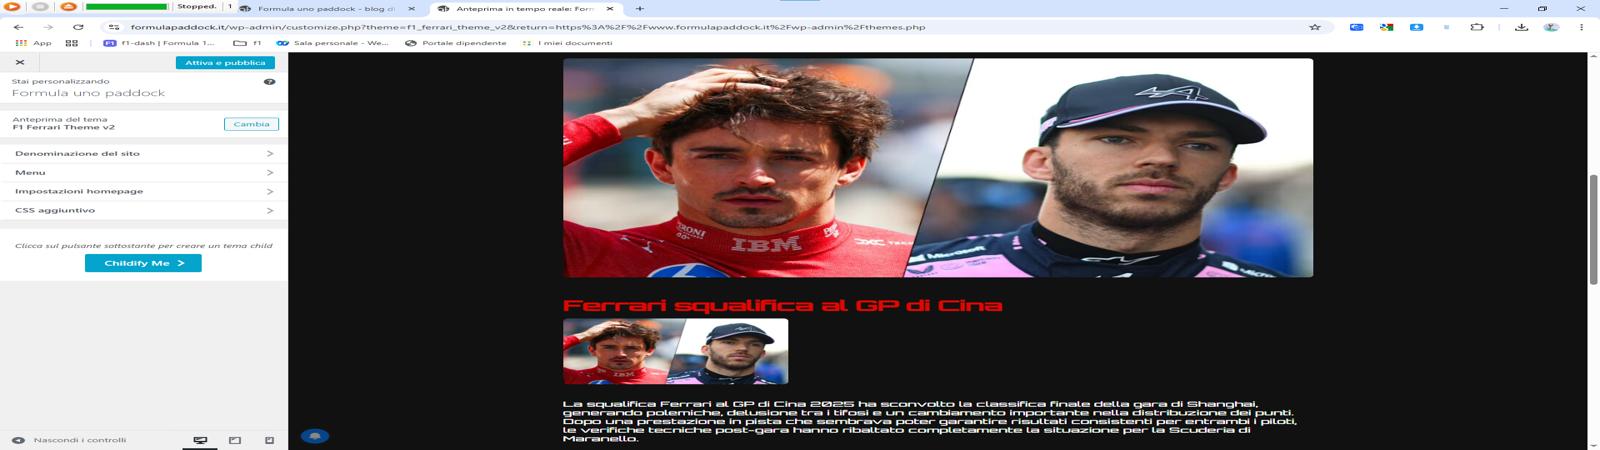 Stopped.
1
Formula uno paddock - blog di
Anteprima in tempo reale: For
formulapaddock.it/wp-admin/customize.php?theme=f1_ferrari_theme_v2&return=https%3A%2F%2Fwww.formulapaddock.it%2Fwp-admin%2Fthemes.php
App
f1-dash | Formula 1...
f1
Sala personale - We...
Portale dipendente
I miei documenti
Attiva e pubblica
Stai personalizzando
Formula uno paddock
Anteprima del tema
F1 Ferrari Theme v2
Cambia
Denominazione del sito
Menu
Impostazioni homepage
CSS aggiuntivo
Clicca sul pulsante sottostante per creare un tema child
Childify Me
Nascondi i controlli
IBM
Microsoft
Ferrari squalifica al GP di Cina
La squalifica Ferrari al GP di Cina 2025 ha sconvolto la classifica finale della gara di Shanghai,
generando polemiche, delusione tra i tifosi e un cambiamento importante nella distribuzione dei punti.
Dopo una prestazione in pista che sembrava poter garantire risultati consistenti per entrambi i piloti,
le verifiche tecniche post-gara hanno ribaltato completamente la situazione per la Scuderia di
Maranello.